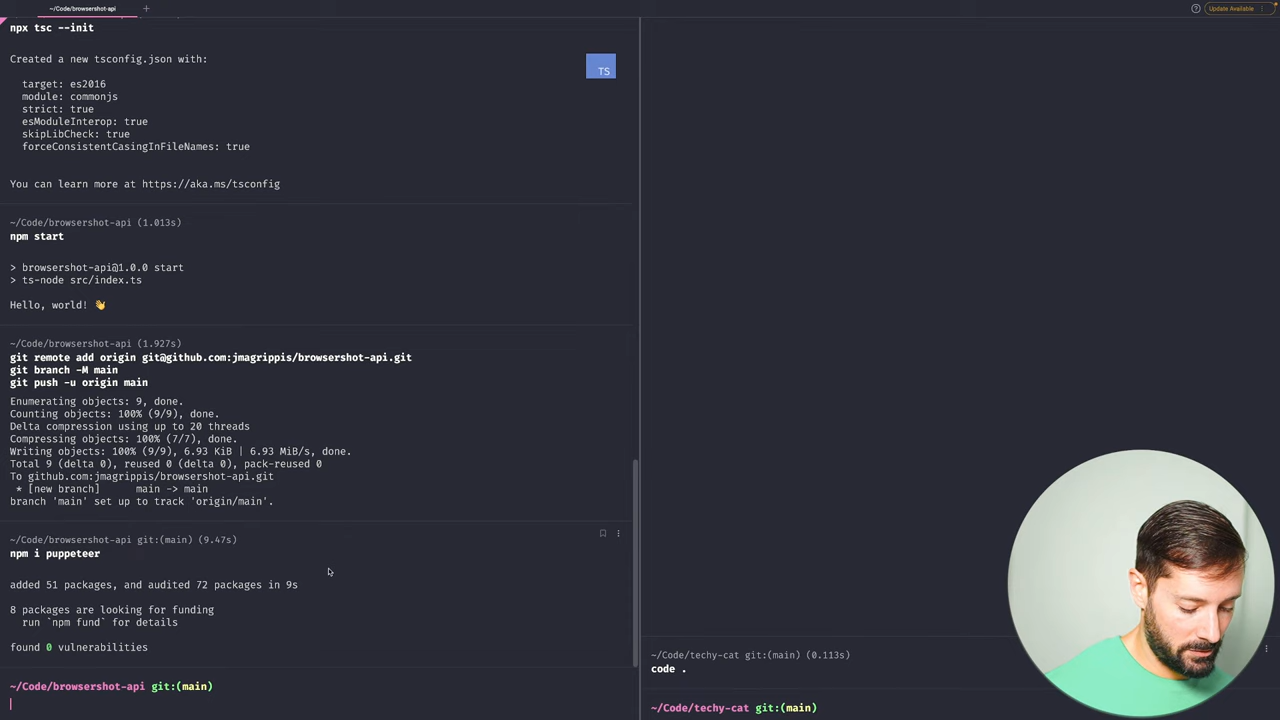 ~/Code/browsershot-api
Update Available
npx tsc --init
Created a new tsconfig.json with:
TS
target: es2016
module: commonjs
strict: true
esModuleInterop: true
skipLibCheck: true
forceConsistentCasingInFileNames: true
You can learn more at https://aka.ms/tsconfig
~/Code/browsershot-api (1.013s)
npm start
> browsershot-api@1.0.0 start
> ts-node src/index.ts
Hello, world! 👋
~/Code/browsershot-api (1.927s)
git remote add origin git@github.com:jmagrippis/browsershot-api.git
git branch -M main
git push -u origin main
Enumerating objects: 9, done.
Counting objects: 100% (9/9), done.
Delta compression using up to 20 threads
Compressing objects: 100% (7/7), done.
Writing objects: 100% (9/9), 6.93 KiB | 6.93 MiB/s, done.
Total 9 (delta 0), reused 0 (delta 0), pack-reused 0
To github.com:jmagrippis/browsershot-api.git
* [new branch]      main -> main
branch 'main' set up to track 'origin/main'.
~/Code/browsershot-api git:(main) (9.47s)
npm i puppeteer
added 51 packages, and audited 72 packages in 9s
8 packages are looking for funding
run `npm fund` for details
found 0 vulnerabilities
~/Code/browsershot-api git:(main)
~/Code/techy-cat git:(main) (0.113s)
code .
~/Code/techy-cat git:(main)